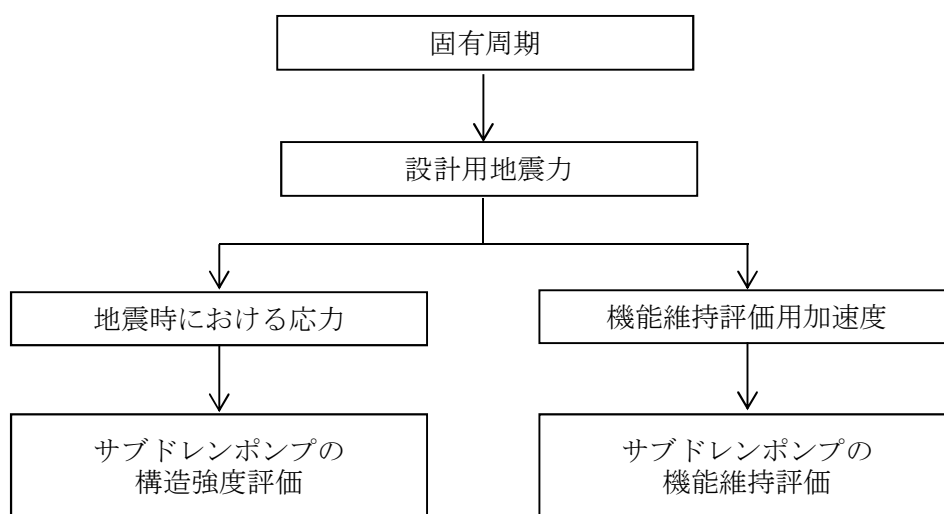 固有周期
設計用地震力
地震時における応力
機能維持評価用加速度
サブドレンポンプの
構造強度評価
サブドレンポンプの
機能維持評価